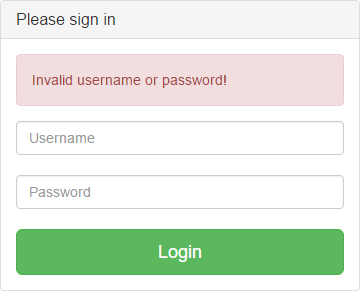 Please sign in
Invalid username or password!
Username
Password
Login